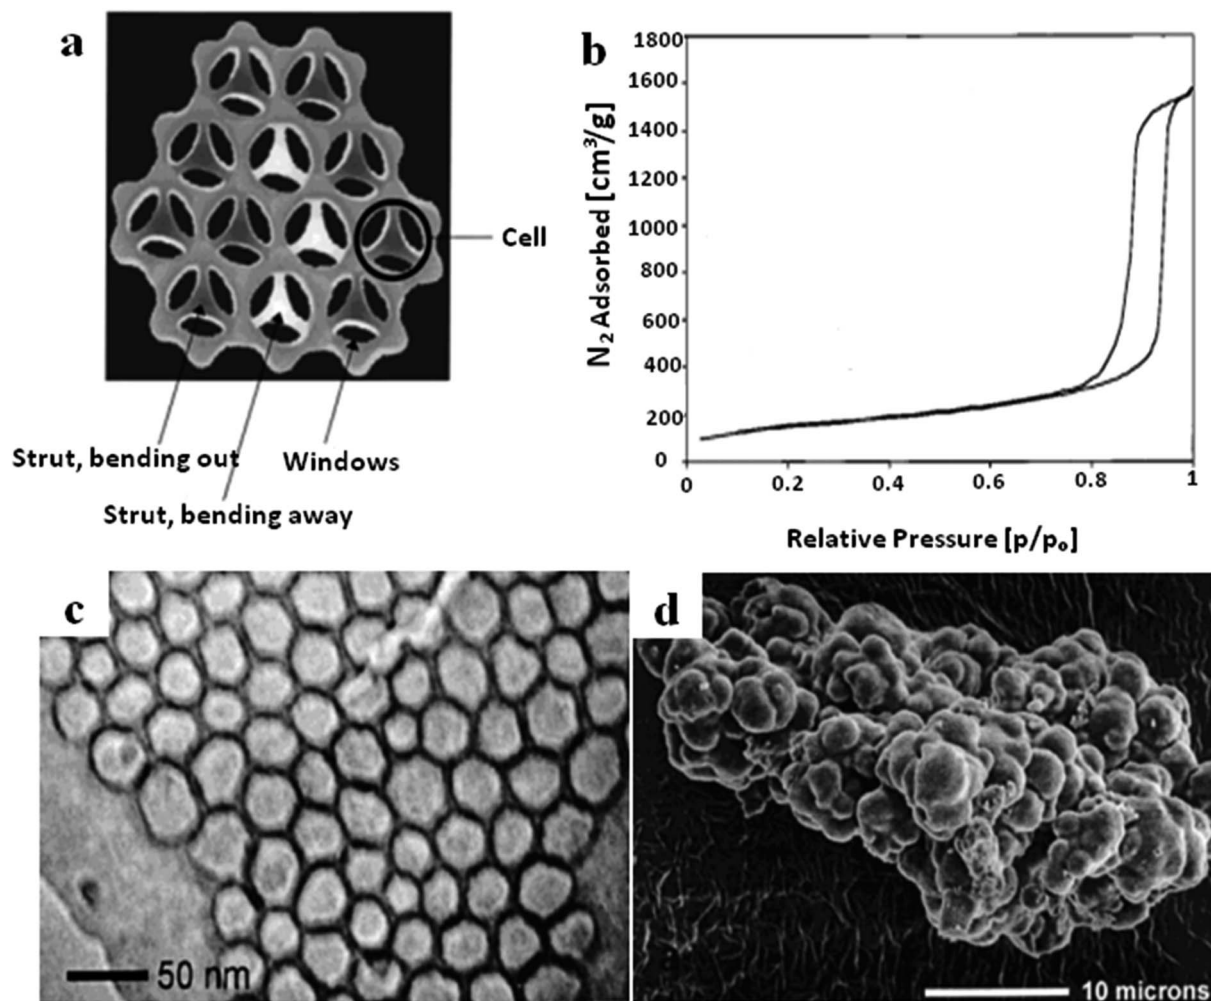 a
Cell
Strut, bending out
Windows
Strut, bending away
b
N₂ Adsorbed [cm³/g]
1800
1600
1400
1200
1000
800
600
400
200
0
0 0.2 0.4 0.6 0.8 1
Relative Pressure [p/pₒ]
c
50 nm
d
10 microns